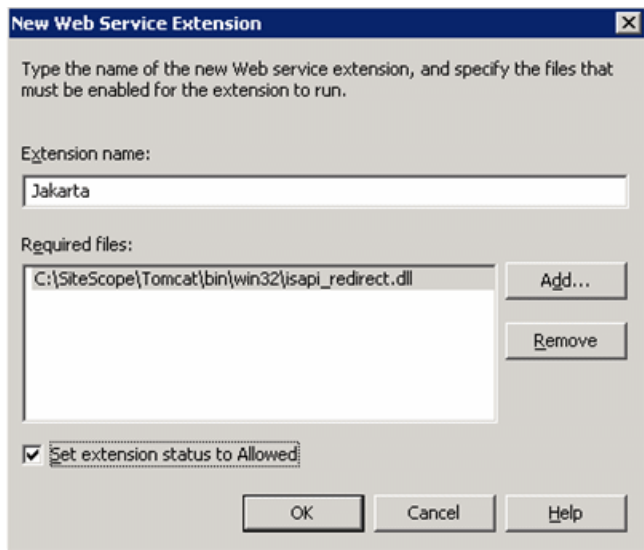 New Web Service Extension
Type the name of the new Web service extension, and specify the files that
must be enabled for the extension to run.
Extension name:
Jakarta
Required files:
C:\SiteScope\Tomcat\bin\win32\isapi_redirect.dll
Add...
Remove
Set extension status to Allowed
OK
Cancel
Help